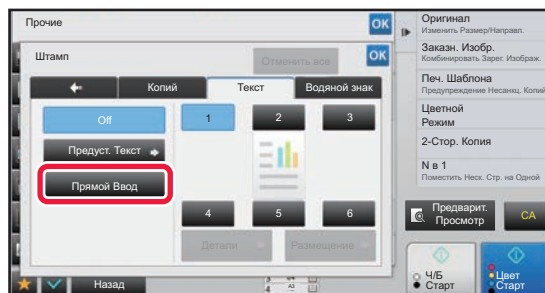 Прочие
OK
Штамп
Отменить все
OK
Копий
Текст
Водяной знак
Off
Предуст. Текст
Прямой Ввод
1
2
3
4
5
6
Детали
Размещение
Назад
Оригинал
Изменить Размер/Направл.
Заказн. Изобр.
Комбинировать Зарег. Изображ.
Печ. Шаблона
Предупреждение Несанкц. Копий
Цветной
Режим
2-Стор. Копия
N в 1
Поместить Неск. Стр. на Одной
Предварит.
Просмотр
CA
Ч/Б
Старт
Цвет
Старт